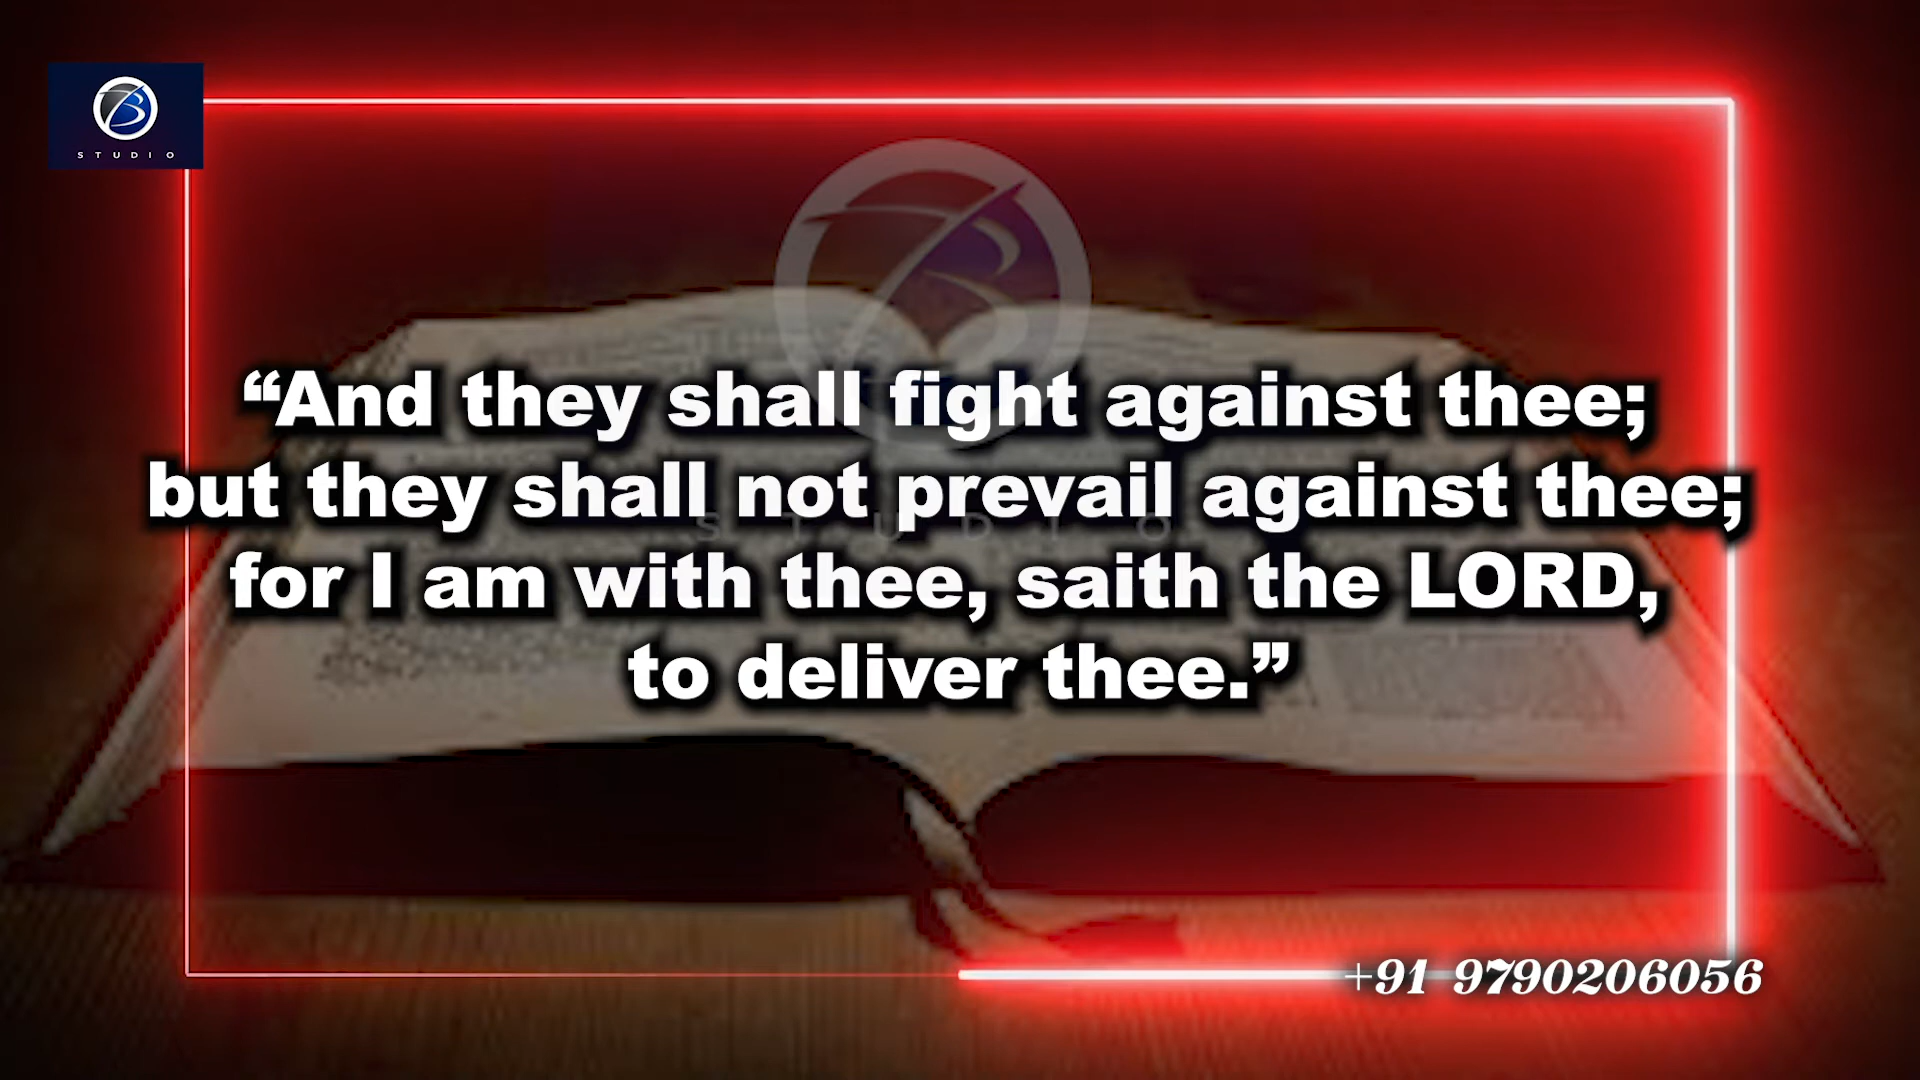 STUDIO
“And they shall fight against thee;
but they shall not prevail against thee;
STUDIO
for I am with thee, saith the LORD,
to deliver thee.”
+91 9790206056